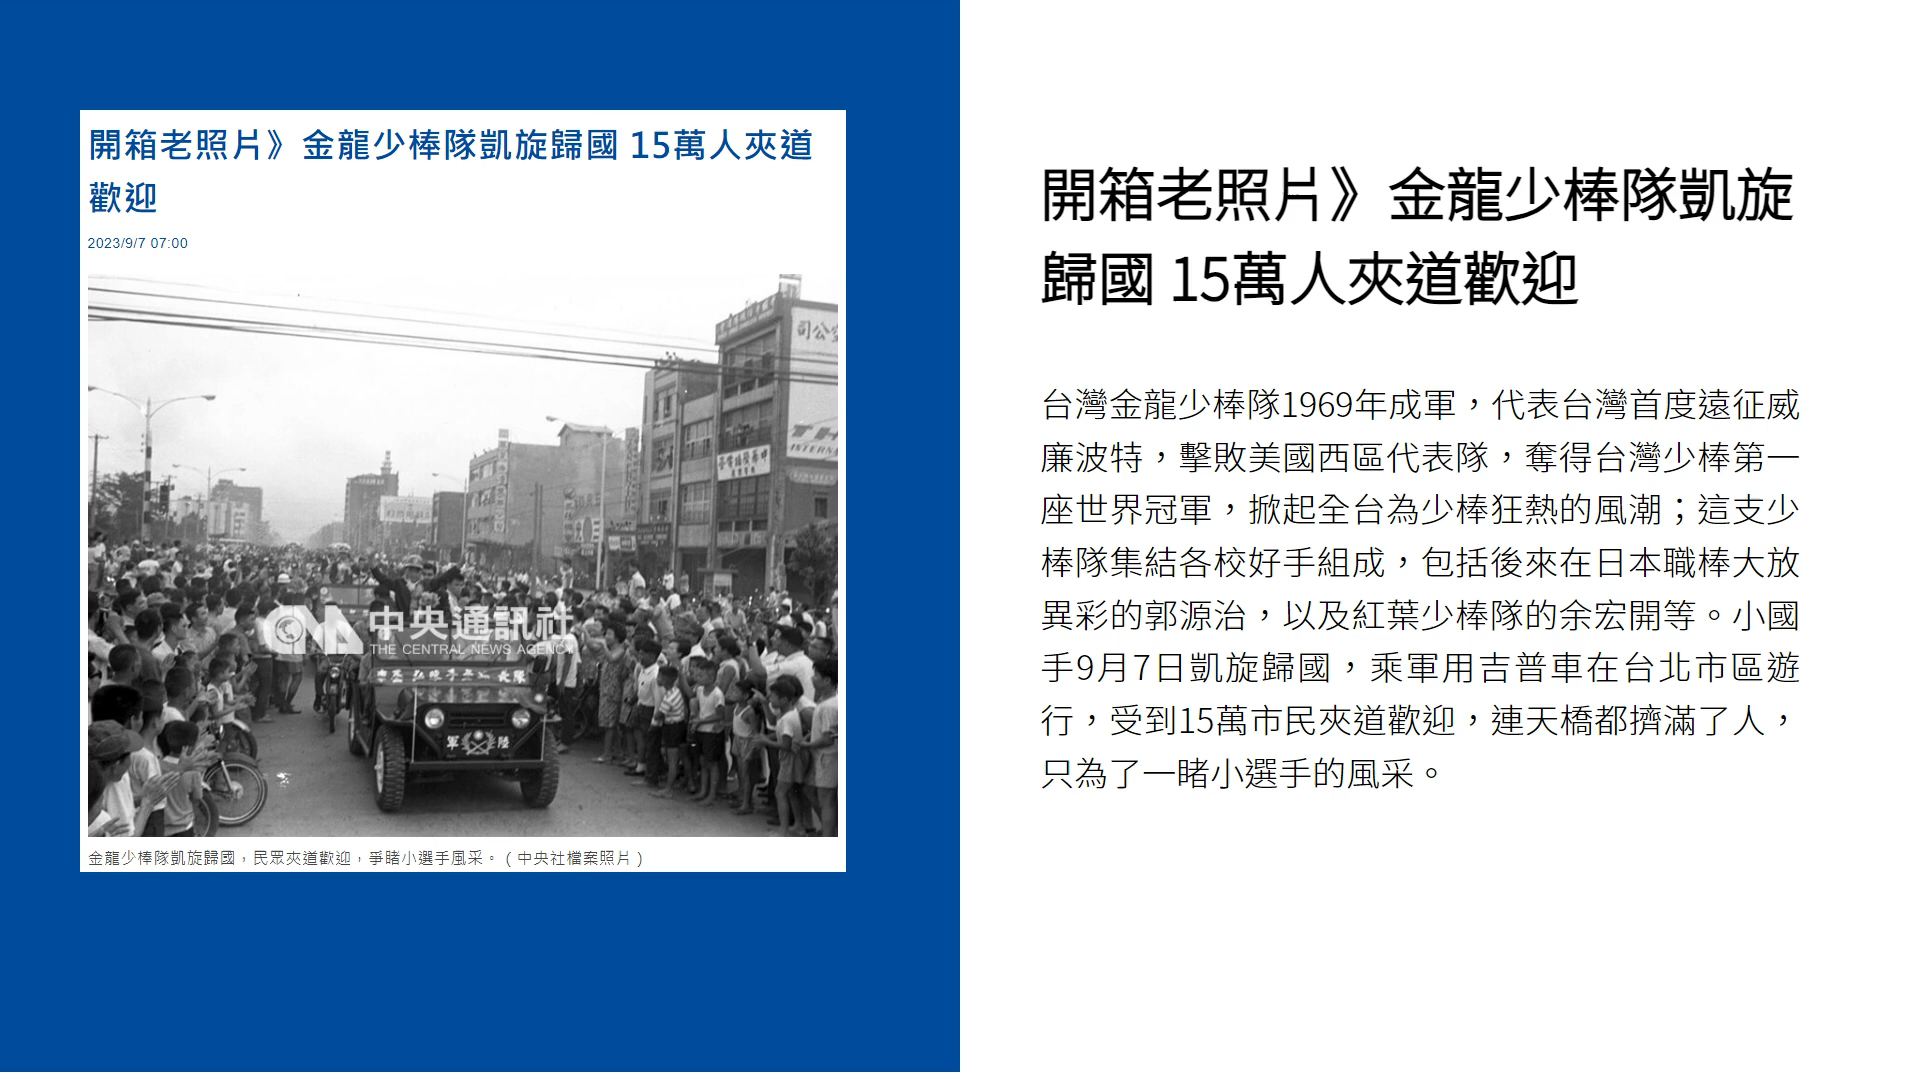 開箱老照片》金龍少棒隊凱旋歸國 15萬人夾道
歡迎
2023/9/7 07:00
司公
中央通訊社
THE CENTRAL NEWS AGENCY
軍 陸
金龍少棒隊凱旋歸國，民眾夾道歡迎，爭睹小選手風采。（中央社檔案照片）
開箱老照片》金龍少棒隊凱旋
歸國 15萬人夾道歡迎
台灣金龍少棒隊1969年成軍，代表台灣首度遠征威
廉波特，擊敗美國西區代表隊，奪得台灣少棒第一
座世界冠軍，掀起全台為少棒狂熱的風潮；這支少
棒隊集結各校好手組成，包括後來在日本職棒大放
異彩的郭源治，以及紅葉少棒隊的余宏開等。小國
手9月7日凱旋歸國，乘軍用吉普車在台北市區遊
行，受到15萬市民夾道歡迎，連天橋都擠滿了人，
只為了一睹小選手的風采。